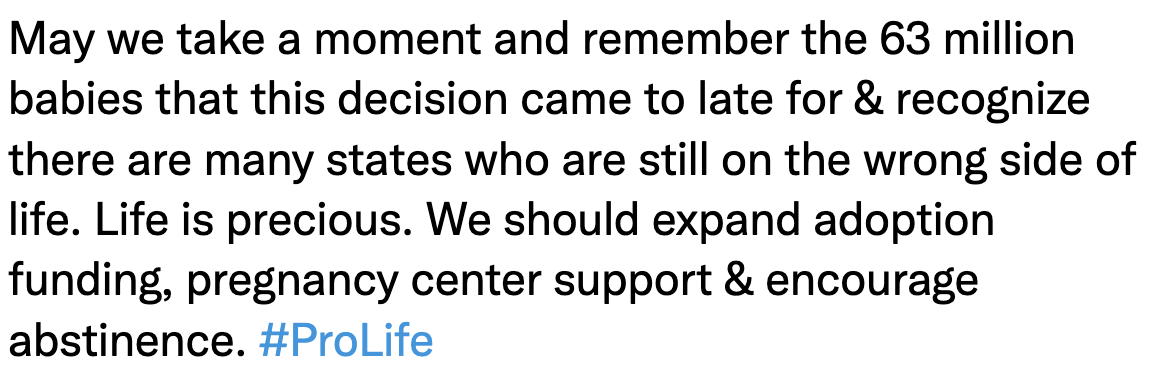 May we take a moment and remember the 63 million
babies that this decision came to late for & recognize
there are many states who are still on the wrong side of
life. Life is precious. We should expand adoption
funding, pregnancy center support & encourage
abstinence. #ProLife